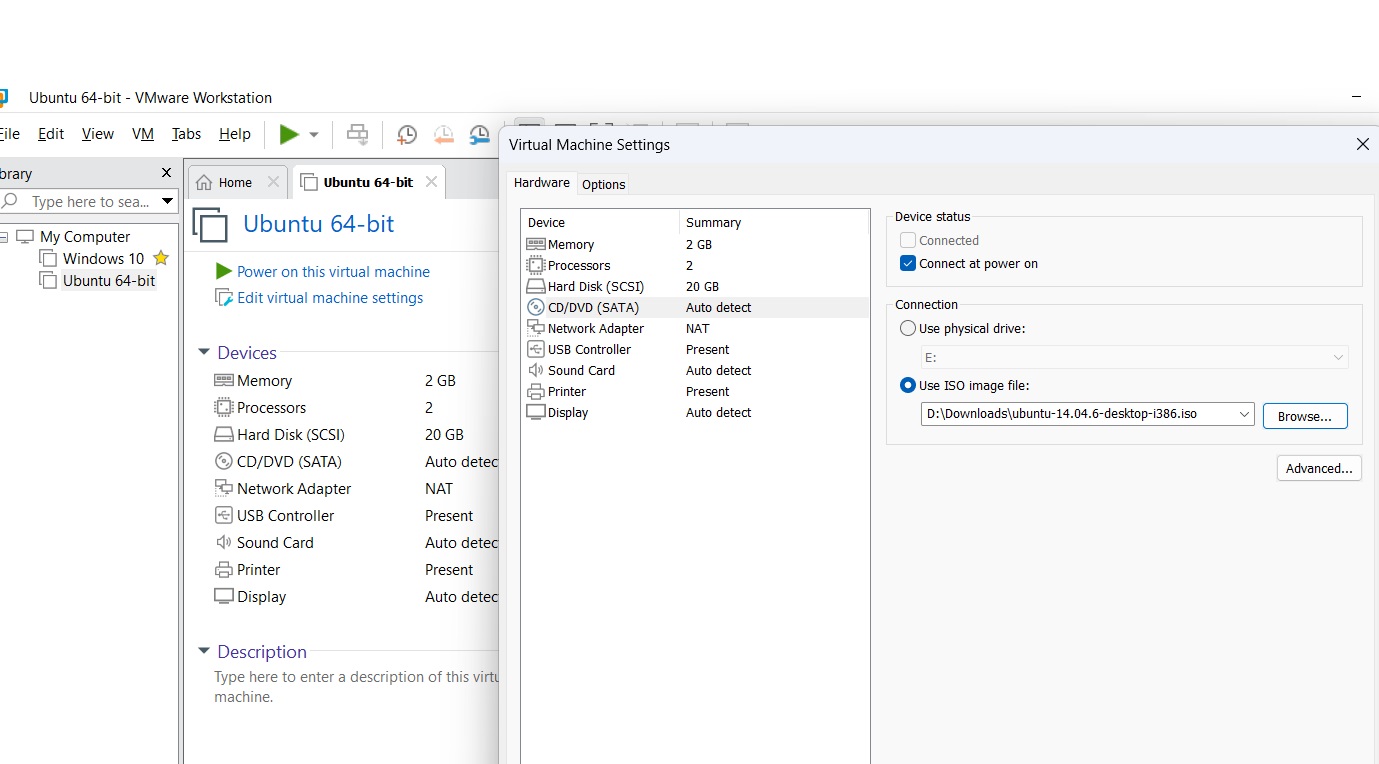 Ubuntu 64-bit - VMware Workstation
File Edit View VM Tabs Help
Library
Type here to sea...
My Computer
Windows 10
Ubuntu 64-bit
Home
Ubuntu 64-bit
Ubuntu 64-bit
Power on this virtual machine
Edit virtual machine settings
Devices
Memory 2 GB
Processors 2
Hard Disk (SCSI) 20 GB
CD/DVD (SATA) Auto detec
Network Adapter NAT
USB Controller Present
Sound Card Auto detec
Printer Present
Display Auto detec
Description
Type here to enter a description of this virtu
machine.
Virtual Machine Settings
Hardware Options
Device Summary
Memory 2 GB
Processors 2
Hard Disk (SCSI) 20 GB
CD/DVD (SATA) Auto detect
Network Adapter NAT
USB Controller Present
Sound Card Auto detect
Printer Present
Display Auto detect
Device status
Connected
Connect at power on
Connection
Use physical drive:
E:
Use ISO image file:
D:\Downloads\ubuntu-14.04.6-desktop-i386.iso
Browse...
Advanced...